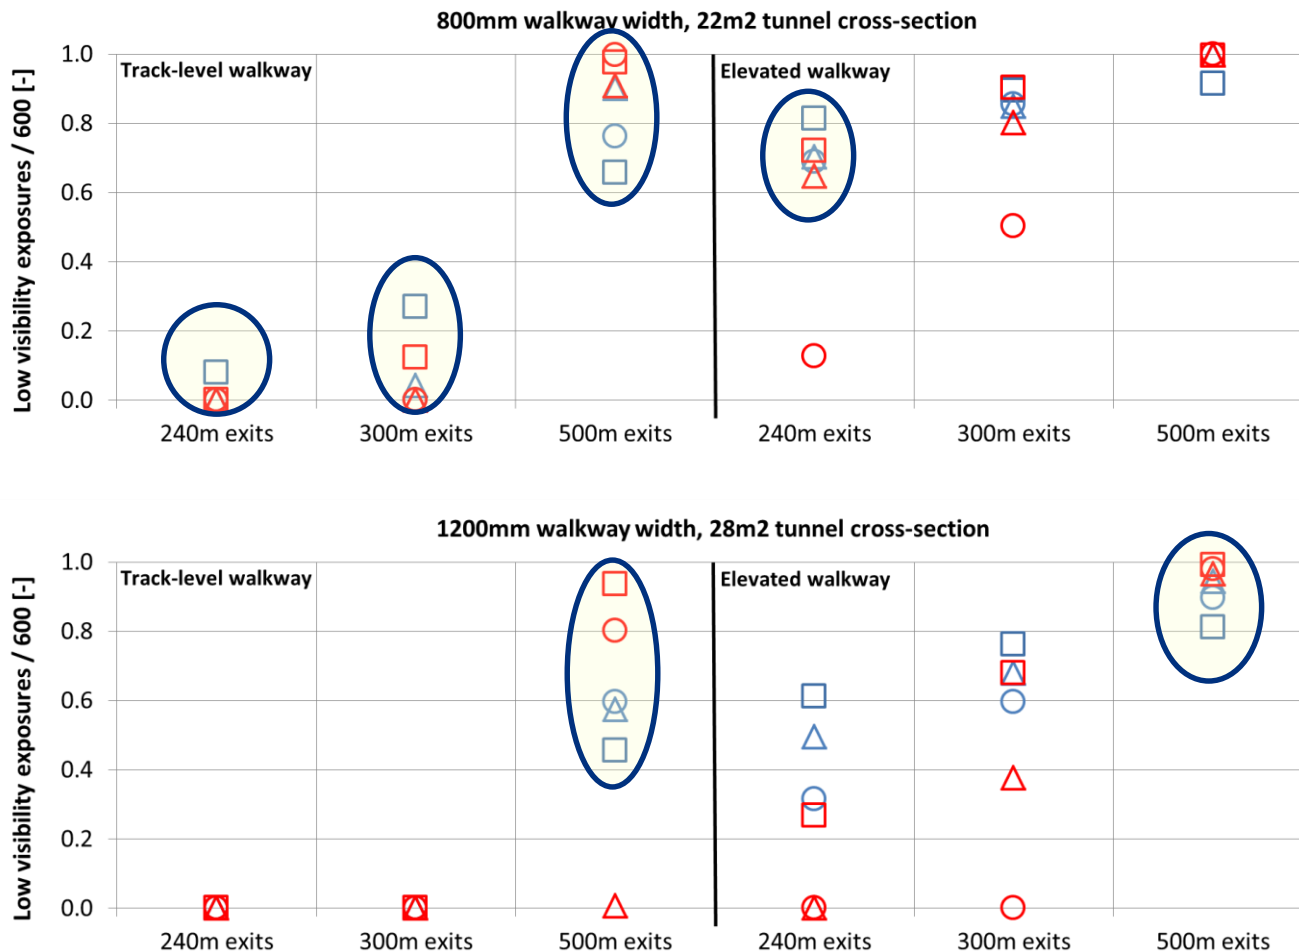 800mm walkway width, 22m2 tunnel cross-section
Low visibility exposures / 600 [-]
1.0
0.8
0.6
0.4
0.2
0.0
Track-level walkway
Elevated walkway
240m exits 300m exits 500m exits 240m exits 300m exits 500m exits
1200mm walkway width, 28m2 tunnel cross-section
Low visibility exposures / 600 [-]
1.0
0.8
0.6
0.4
0.2
0.0
Track-level walkway
Elevated walkway
240m exits 300m exits 500m exits 240m exits 300m exits 500m exits